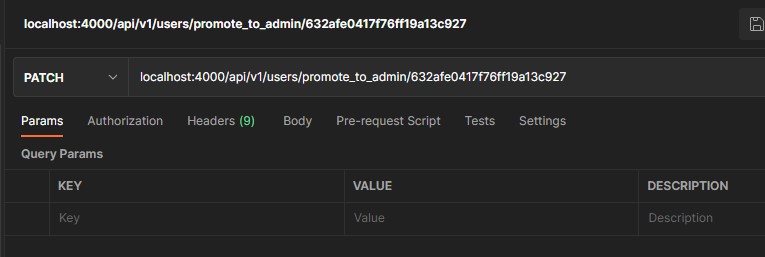 localhost:4000/api/v1/users/promote_to_admin/632afe0417f76ff19a13c927
PATCH localhost:4000/api/v1/users/promote_to_admin/632afe0417f76ff19a13c927
Params Authorization Headers (9) Body Pre-request Script Tests Settings
Query Params
KEY VALUE DESCRIPTION
Key Value Description